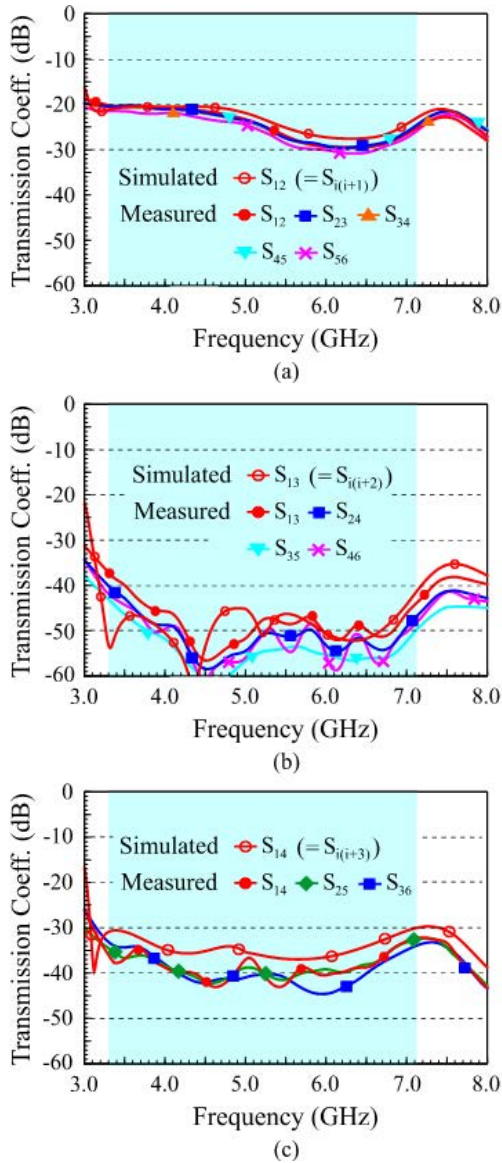 0
-10
-20
-30
-40
-50
-60
Transmission Coeff. (dB)
Simulated S12 (= Si(i+1))
Measured S12 S23 S34
S45 S56
3.0 4.0 5.0 6.0 7.0 8.0
Frequency (GHz)
(a)
0
-10
-20
-30
-40
-50
-60
Transmission Coeff. (dB)
Simulated S13 (= Si(i+2))
Measured S13 S24
S35 S46
3.0 4.0 5.0 6.0 7.0 8.0
Frequency (GHz)
(b)
0
-10
-20
-30
-40
-50
-60
Transmission Coeff. (dB)
Simulated S14 (= Si(i+3))
Measured S14 S25 S36
3.0 4.0 5.0 6.0 7.0 8.0
Frequency (GHz)
(c)